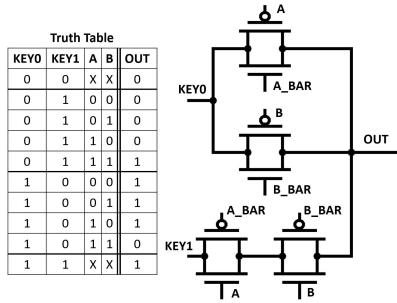 Truth Table
KEY0 KEY1 A B OUT
0 0 X X 0
0 1 0 0 0
0 1 0 1 0
0 1 1 0 0
0 1 1 1 1
1 0 0 0 1
1 0 0 1 1
1 0 1 0 1
1 0 1 1 0
1 1 X X 1
A
A_BAR
KEY0
B
B_BAR
OUT
A_BAR
B_BAR
KEY1
A
B